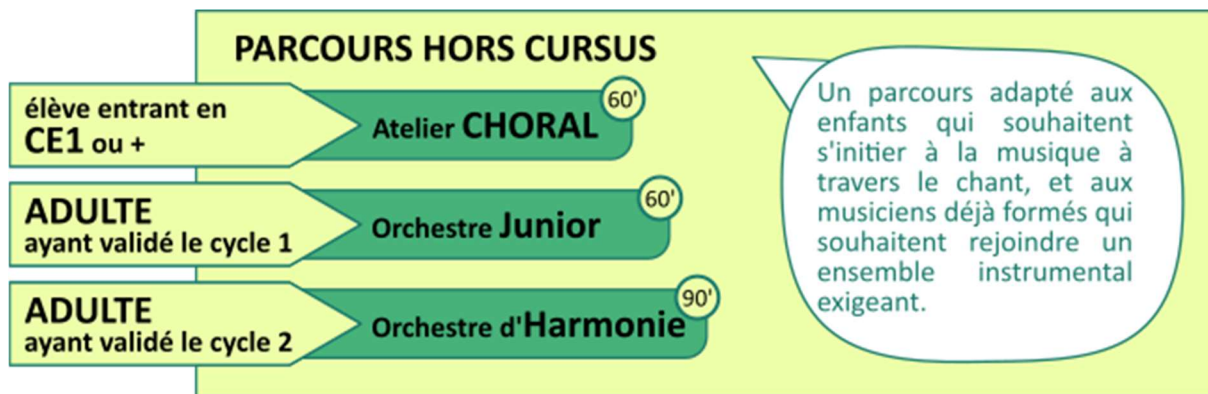 PARCOURS HORS CURSUS
élève entrant en
CE1 ou +
Atelier CHORAL
60'
ADULTE
ayant validé le cycle 1
Orchestre Junior
60'
ADULTE
ayant validé le cycle 2
Orchestre d'Harmonie
90'
Un parcours adapté aux
enfants qui souhaitent
s'initier à la musique à
travers le chant, et aux
musiciens déjà formés qui
souhaitent rejoindre un
ensemble instrumental
exigeant.